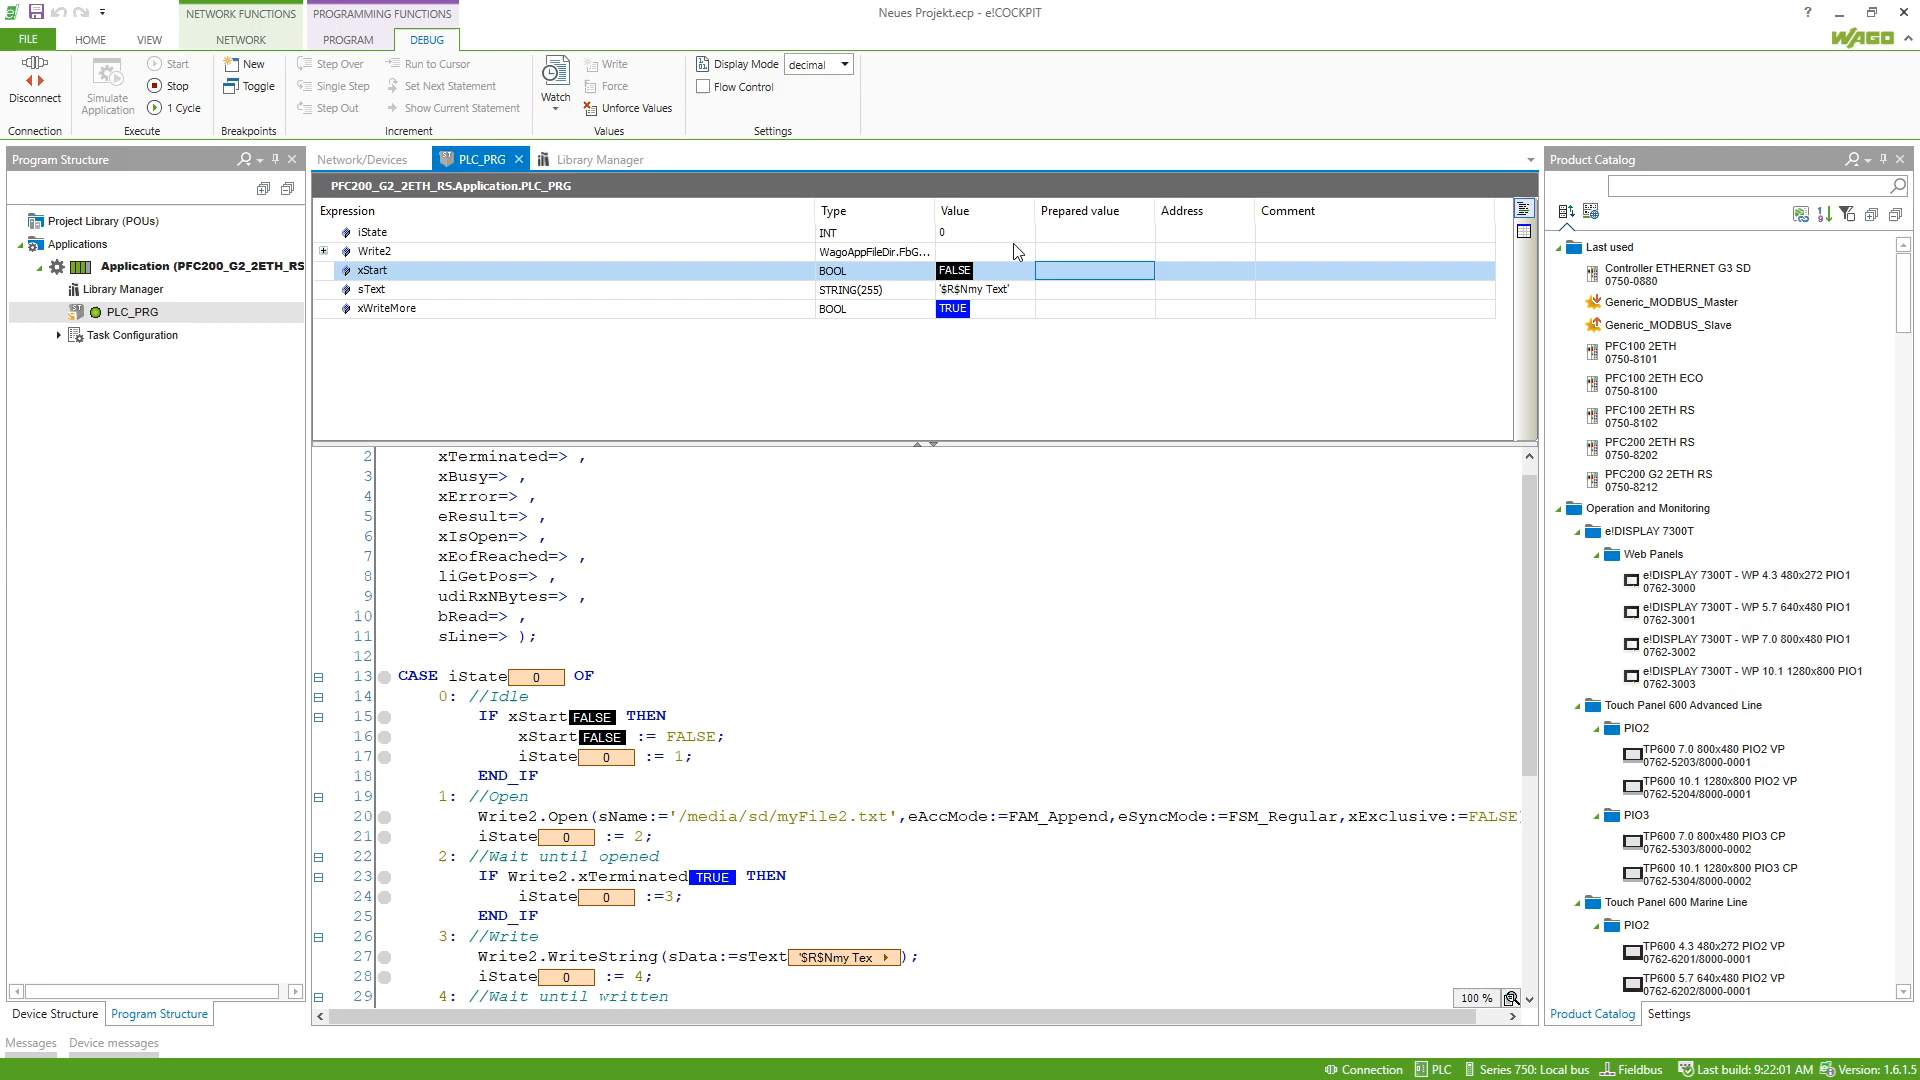 NETWORK FUNCTIONS PROGRAMMING FUNCTIONS Neues Projekt.ecp - e!COCKPIT ?
FILE HOME VIEW NETWORK PROGRAM DEBUG WAGO
Disconnect
Connection
Simulate Application
Start
Stop
1 Cycle
Execute
New
Toggle
Breakpoints
Step Over
Single Step
Step Out
Run to Cursor
Set Next Statement
Show Current Statement
Increment
Watch
Write
Force
Unforce Values
Values
Display Mode decimal
Flow Control
Settings
Program Structure
Project Library (POUs)
Applications
Application (PFC200_G2_2ETH_RS
Library Manager
PLC_PRG
Task Configuration
Device Structure Program Structure
Network/Devices PLC_PRG Library Manager
PFC200_G2_2ETH_RS.Application.PLC_PRG
Expression Type Value Prepared value Address Comment
iState INT 0
Write2 WagoAppFileDir.FbG...
xStart BOOL FALSE
sText STRING(255) '$R$Nmy Text'
xWriteMore BOOL TRUE
2 xTerminated=> ,
3 xBusy=> ,
4 xError=> ,
5 eResult=> ,
6 xIsOpen=> ,
7 xEofReached=> ,
8 liGetPos=> ,
9 udiRxNBytes=> ,
10 bRead=> ,
11 sLine=> );
12
13 CASE iState 0 OF
14 0: //Idle
15 IF xStart FALSE THEN
16 xStart FALSE := FALSE;
17 iState 0 := 1;
18 END_IF
19 1: //Open
20 Write2.Open(sName:='/media/sd/myFile2.txt',eAccMode:=FAM_Append,eSyncMode:=FSM_Regular,xExclusive:=FALSE
21 iState 0 := 2;
22 2: //Wait until opened
23 IF Write2.xTerminated TRUE THEN
24 iState 0 :=3;
25 END_IF
26 3: //Write
27 Write2.WriteString(sData:=sText '$R$Nmy Tex );
28 iState 0 := 4;
29 4: //Wait until written
100 %
Product Catalog
Last used
Controller ETHERNET G3 SD
0750-0880
Generic_MODBUS_Master
Generic_MODBUS_Slave
PFC100 2ETH
0750-8101
PFC100 2ETH ECO
0750-8100
PFC100 2ETH RS
0750-8102
PFC200 2ETH RS
0750-8202
PFC200 G2 2ETH RS
0750-8212
Operation and Monitoring
e!DISPLAY 7300T
Web Panels
e!DISPLAY 7300T - WP 4.3 480x272 PIO1
0762-3000
e!DISPLAY 7300T - WP 5.7 640x480 PIO1
0762-3001
e!DISPLAY 7300T - WP 7.0 800x480 PIO1
0762-3002
e!DISPLAY 7300T - WP 10.1 1280x800 PIO1
0762-3003
Touch Panel 600 Advanced Line
PIO2
TP600 7.0 800x480 PIO2 VP
0762-5203/8000-0001
TP600 10.1 1280x800 PIO2 VP
0762-5204/8000-0001
PIO3
TP600 7.0 800x480 PIO3 CP
0762-5303/8000-0002
TP600 10.1 1280x800 PIO3 CP
0762-5304/8000-0002
Touch Panel 600 Marine Line
PIO2
TP600 4.3 480x272 PIO2 VP
0762-6201/8000-0001
TP600 5.7 640x480 PIO2 VP
0762-6202/8000-0001
Product Catalog Settings
Messages Device messages
Connection PLC Series 750: Local bus Fieldbus Last build: 9:22:01 AM Version: 1.6.1.5